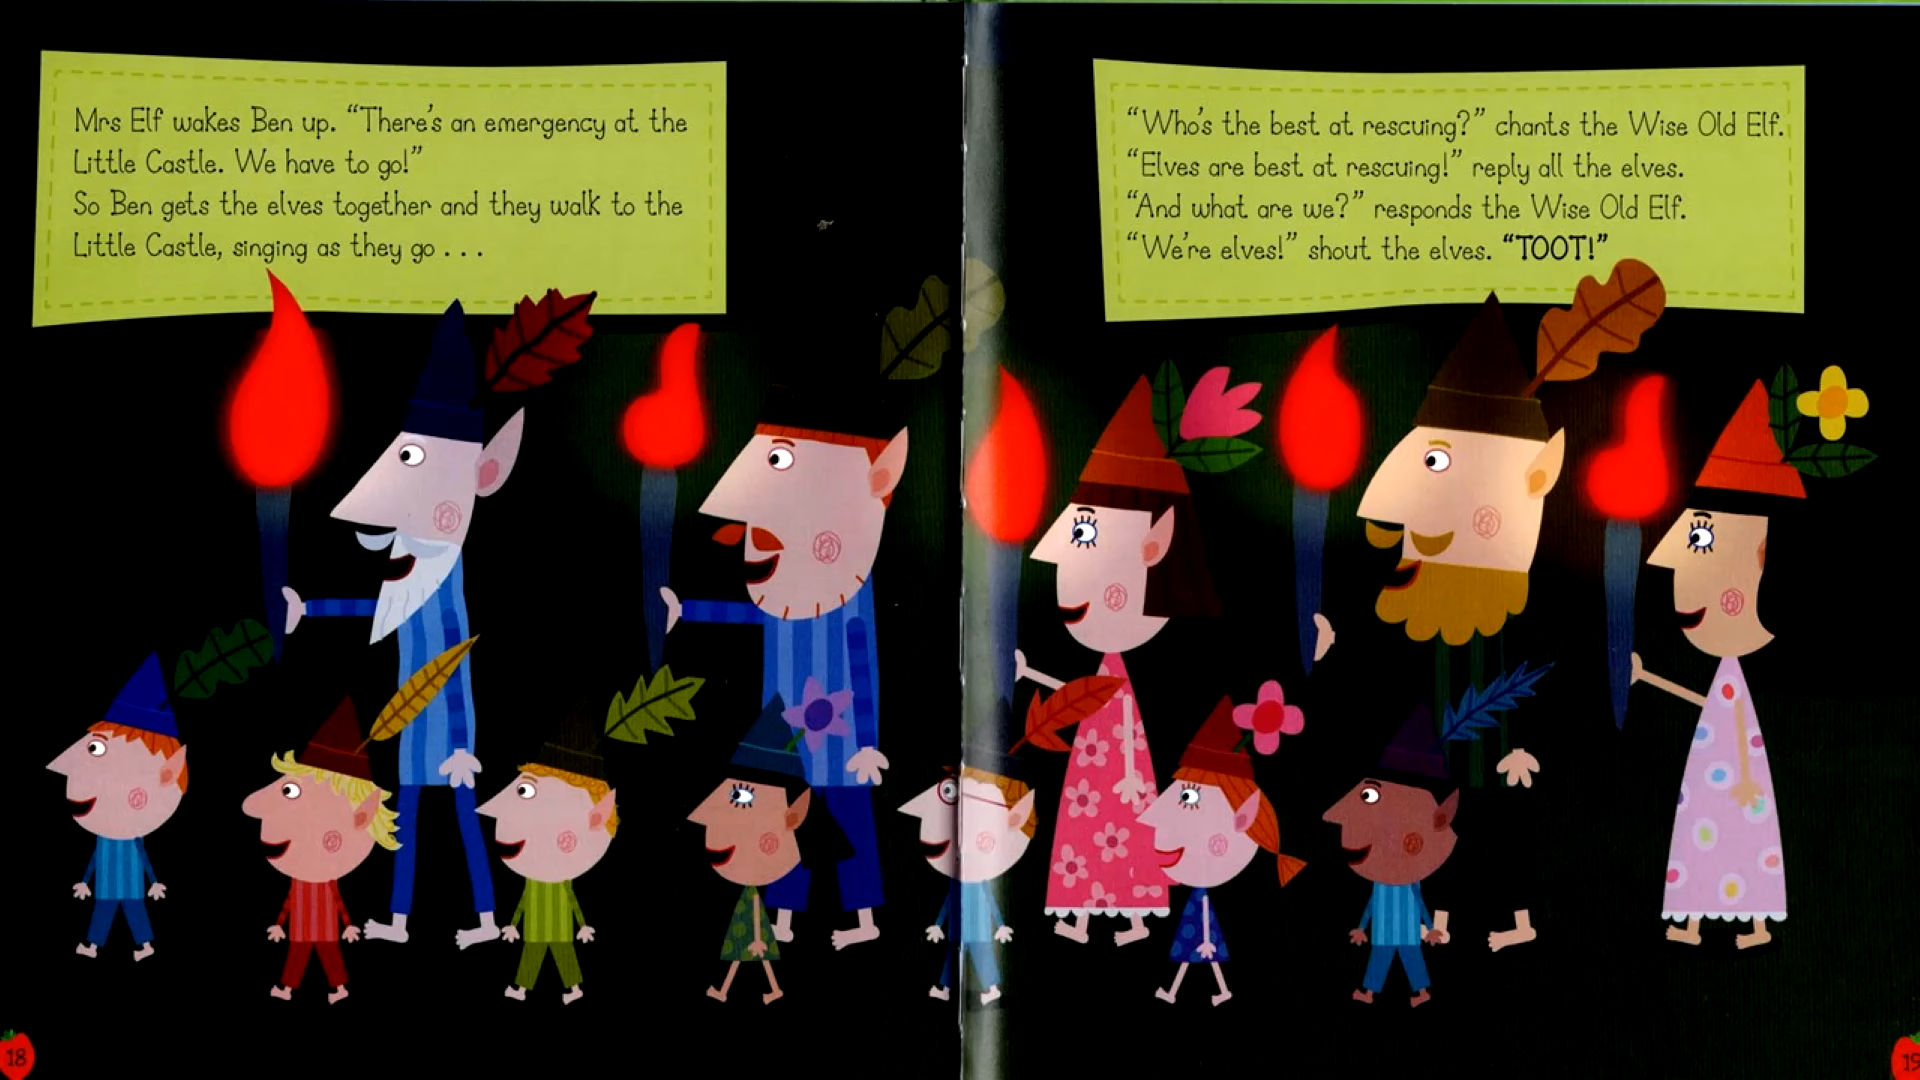 Mrs Elf wakes Ben up. “There’s an emergency at the
Little Castle. We have to go!”
So Ben gets the elves together and they walk to the
Little Castle, singing as they go . . .
“Who’s the best at rescuing?” chants the Wise Old Elf.
“Elves are best at rescuing!” reply all the elves.
“And what are we?” responds the Wise Old Elf.
“We’re elves!” shout the elves. “TOOT!”
18
19